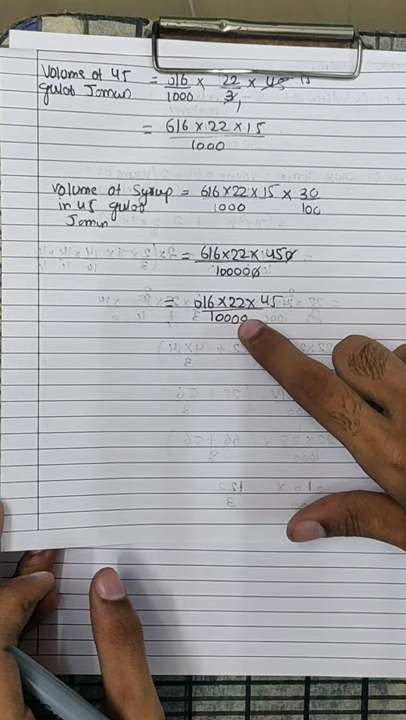 Volume of 45 = 616/1000 × 22/3 × 45
gulab Jamun
= 616 × 22 × 15 / 1000
Volume of Syrup = 616×22×15/1000 × 30/100
in 45 gulab
Jamun
= 616×22×450/100000
= 616×22×45/10000